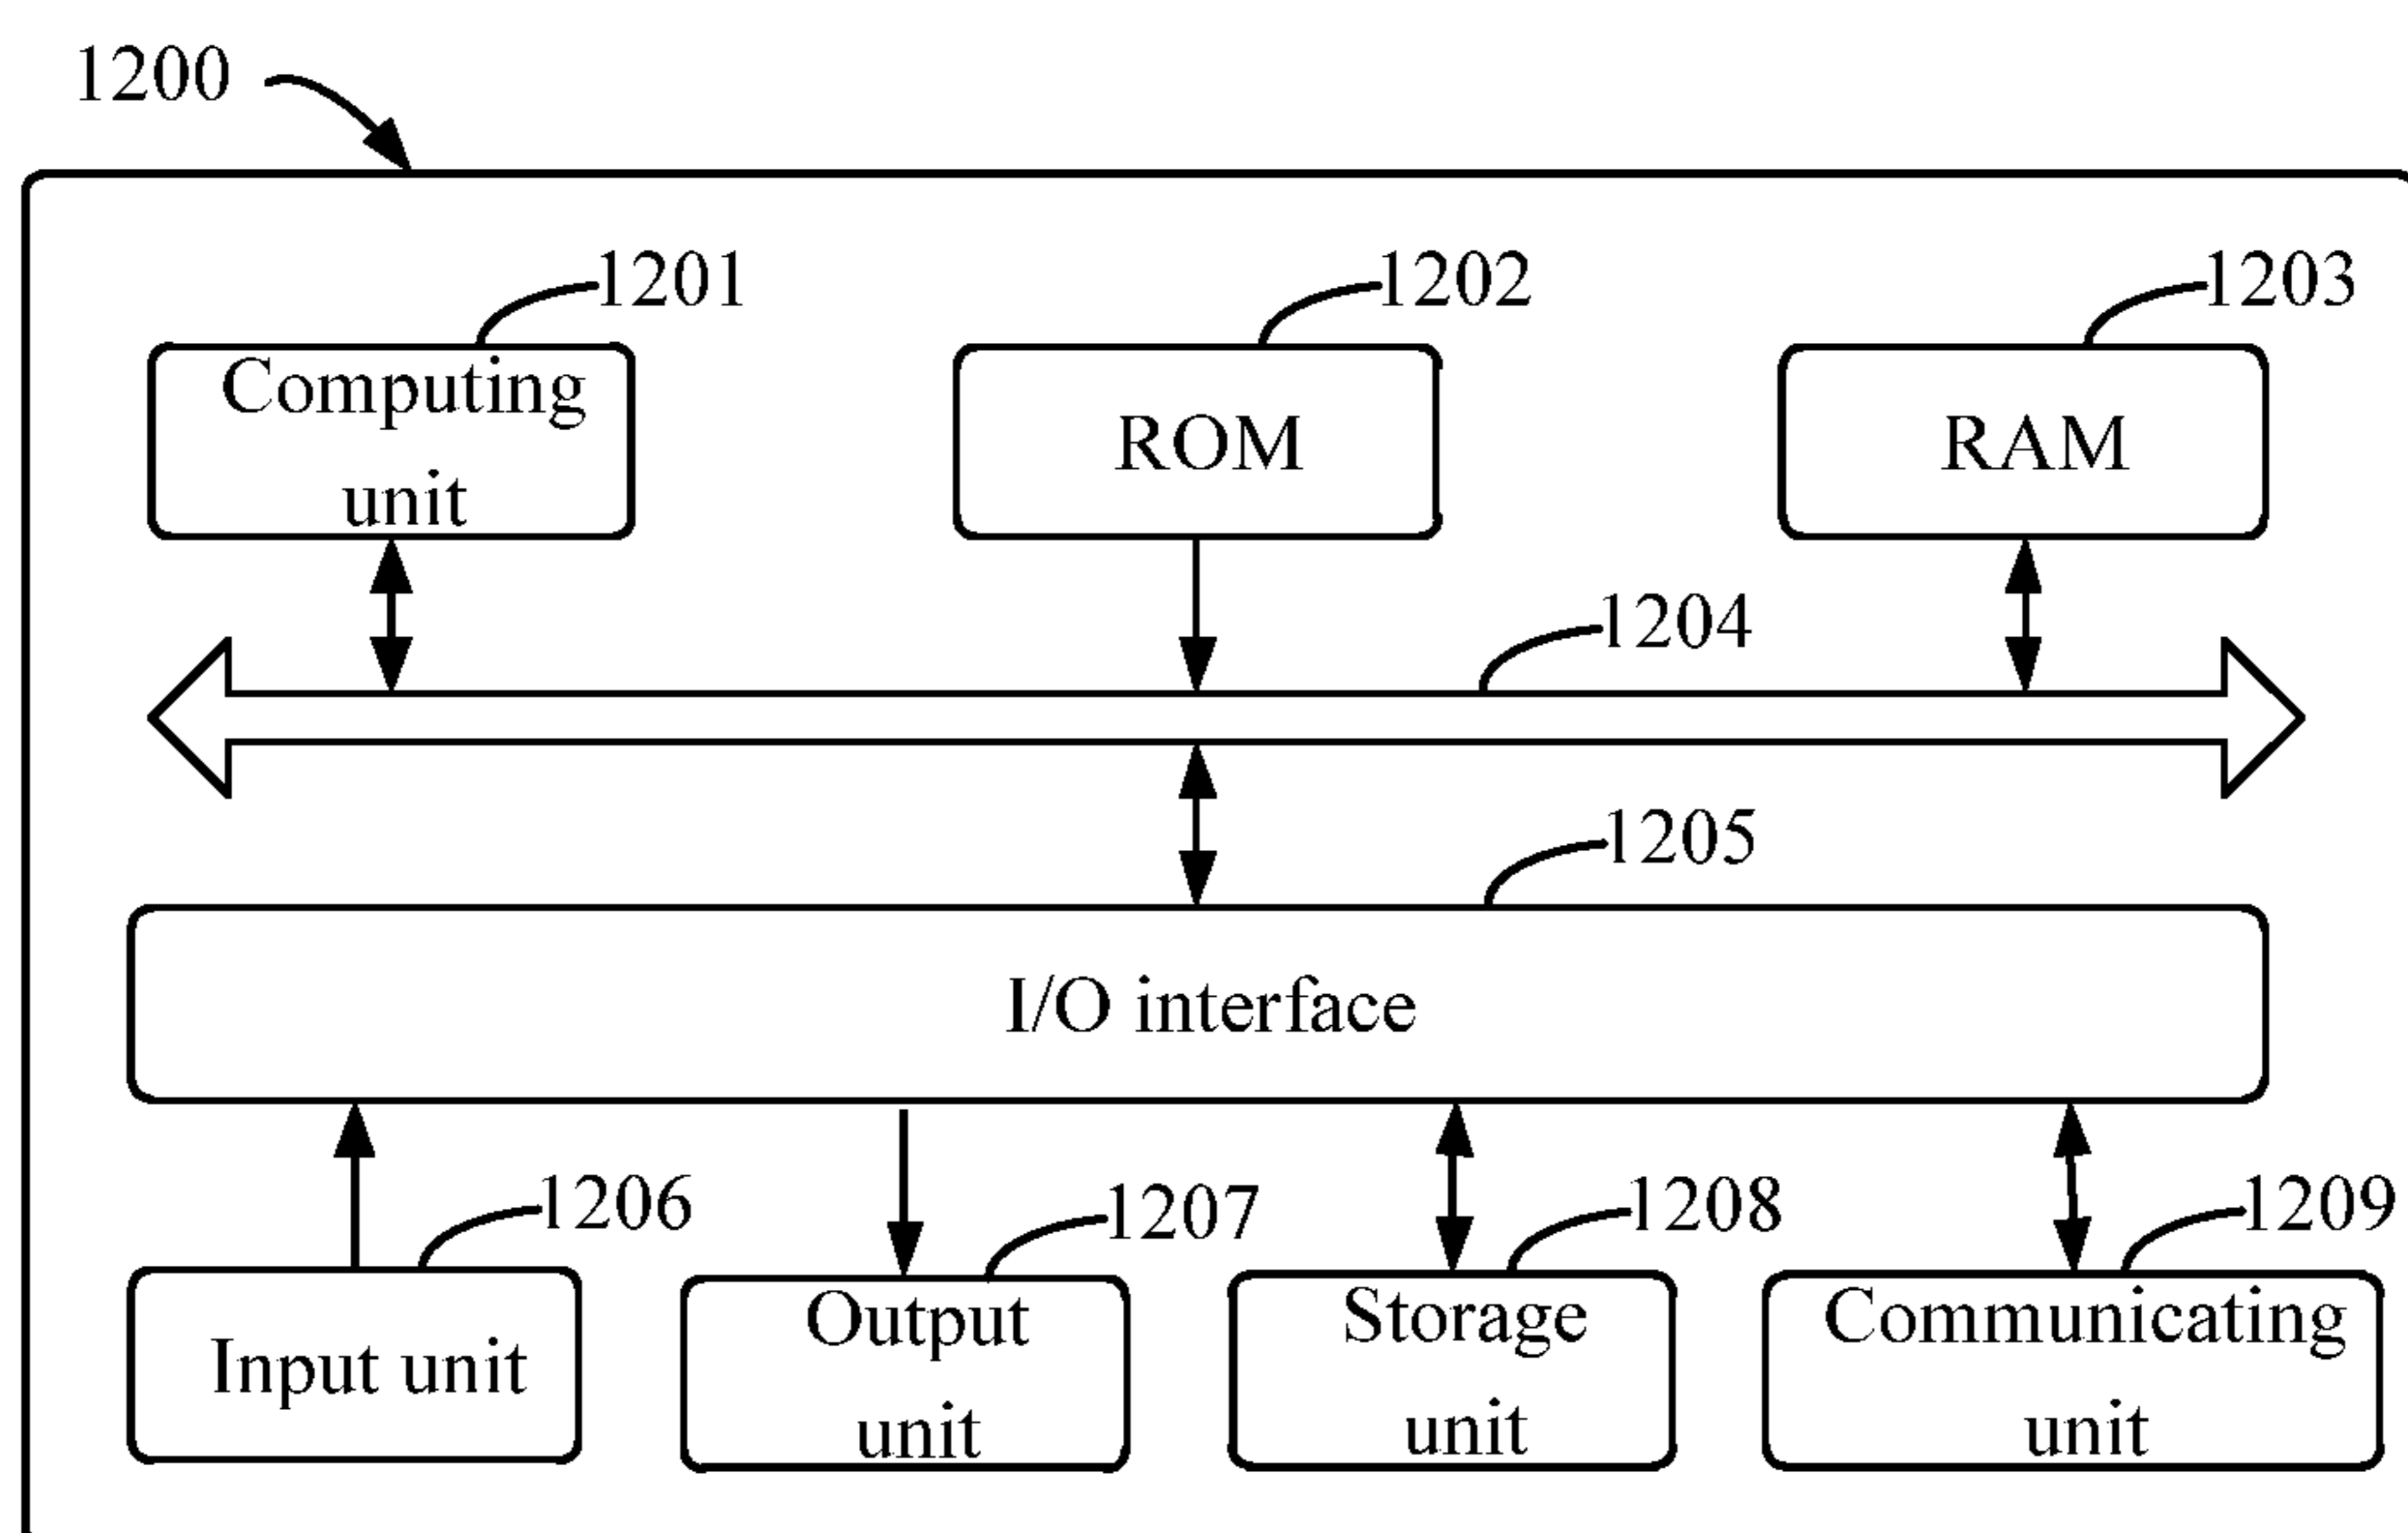 1200
1201
1202
1203
Computing
unit
ROM
RAM
1204
1205
I/O interface
1206
1207
1208
1209
Input unit
Output
unit
Storage
unit
Communicating
unit